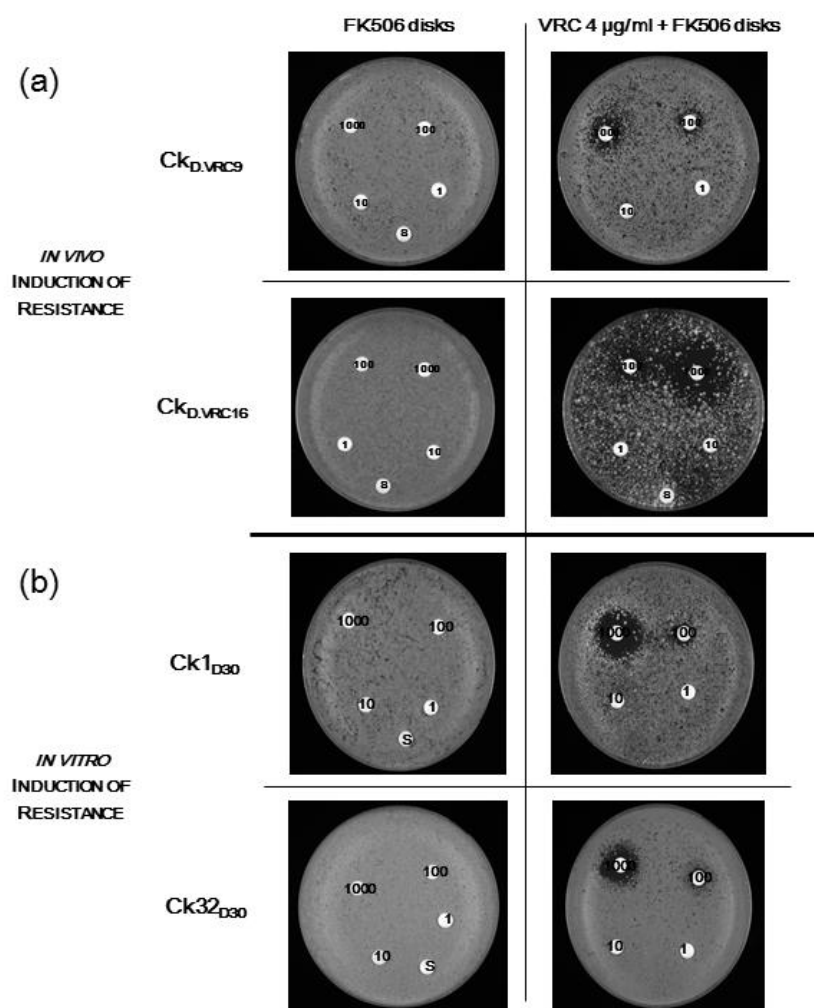 FK506 disks
VRC 4 µg/ml + FK506 disks
(a)
CkD.VRC9
1000 100
10 1
S
1000 100
10 1
IN VIVO
INDUCTION OF
RESISTANCE
CkD.VRC16
100 1000
1 10
S
100 1000
1 10
S
(b)
Ck1D30
1000 100
10 1
S
1000 100
10 1
IN VITRO
INDUCTION OF
RESISTANCE
Ck32D30
1000 100
1
10 S
1000 100
10 1